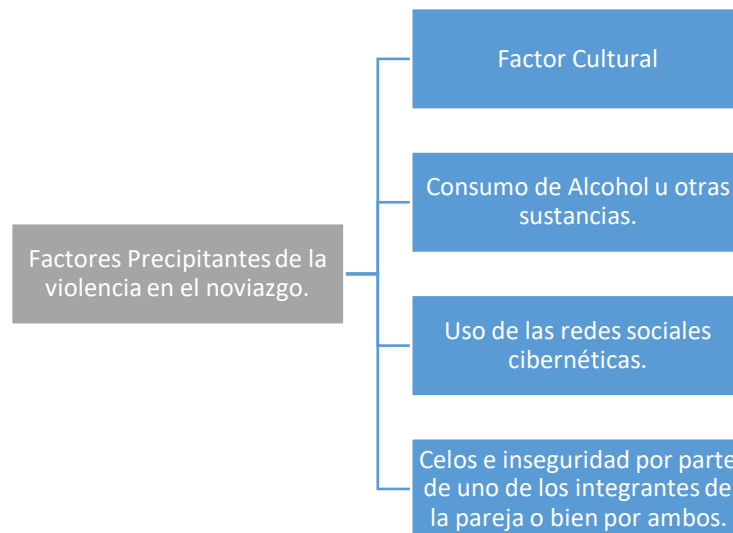 Factor Cultural
Consumo de Alcohol u otras
sustancias.
Factores Precipitantes de la
violencia en el noviazgo.
Uso de las redes sociales
cibernéticas.
Celos e inseguridad por parte
de uno de los integrantes de
la pareja o bien por ambos.